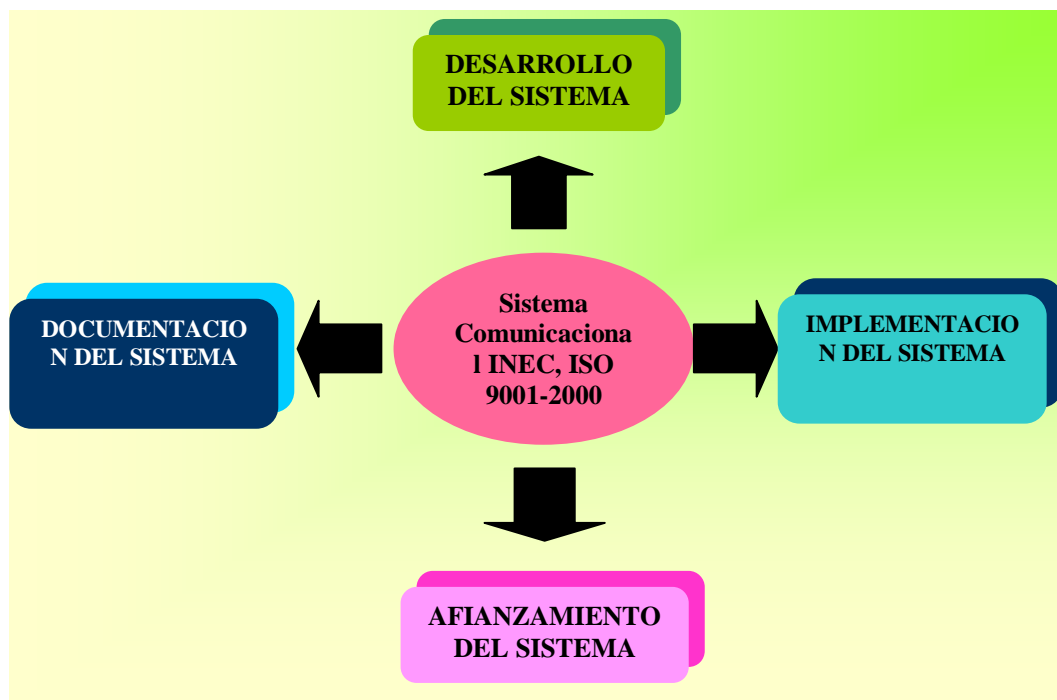 DESARROLLO
DEL SISTEMA
DOCUMENTACIO
N DEL SISTEMA
Sistema
Comunicaciona
l INEC, ISO
9001-2000
IMPLEMENTACIO
N DEL SISTEMA
AFIANZAMIENTO
DEL SISTEMA